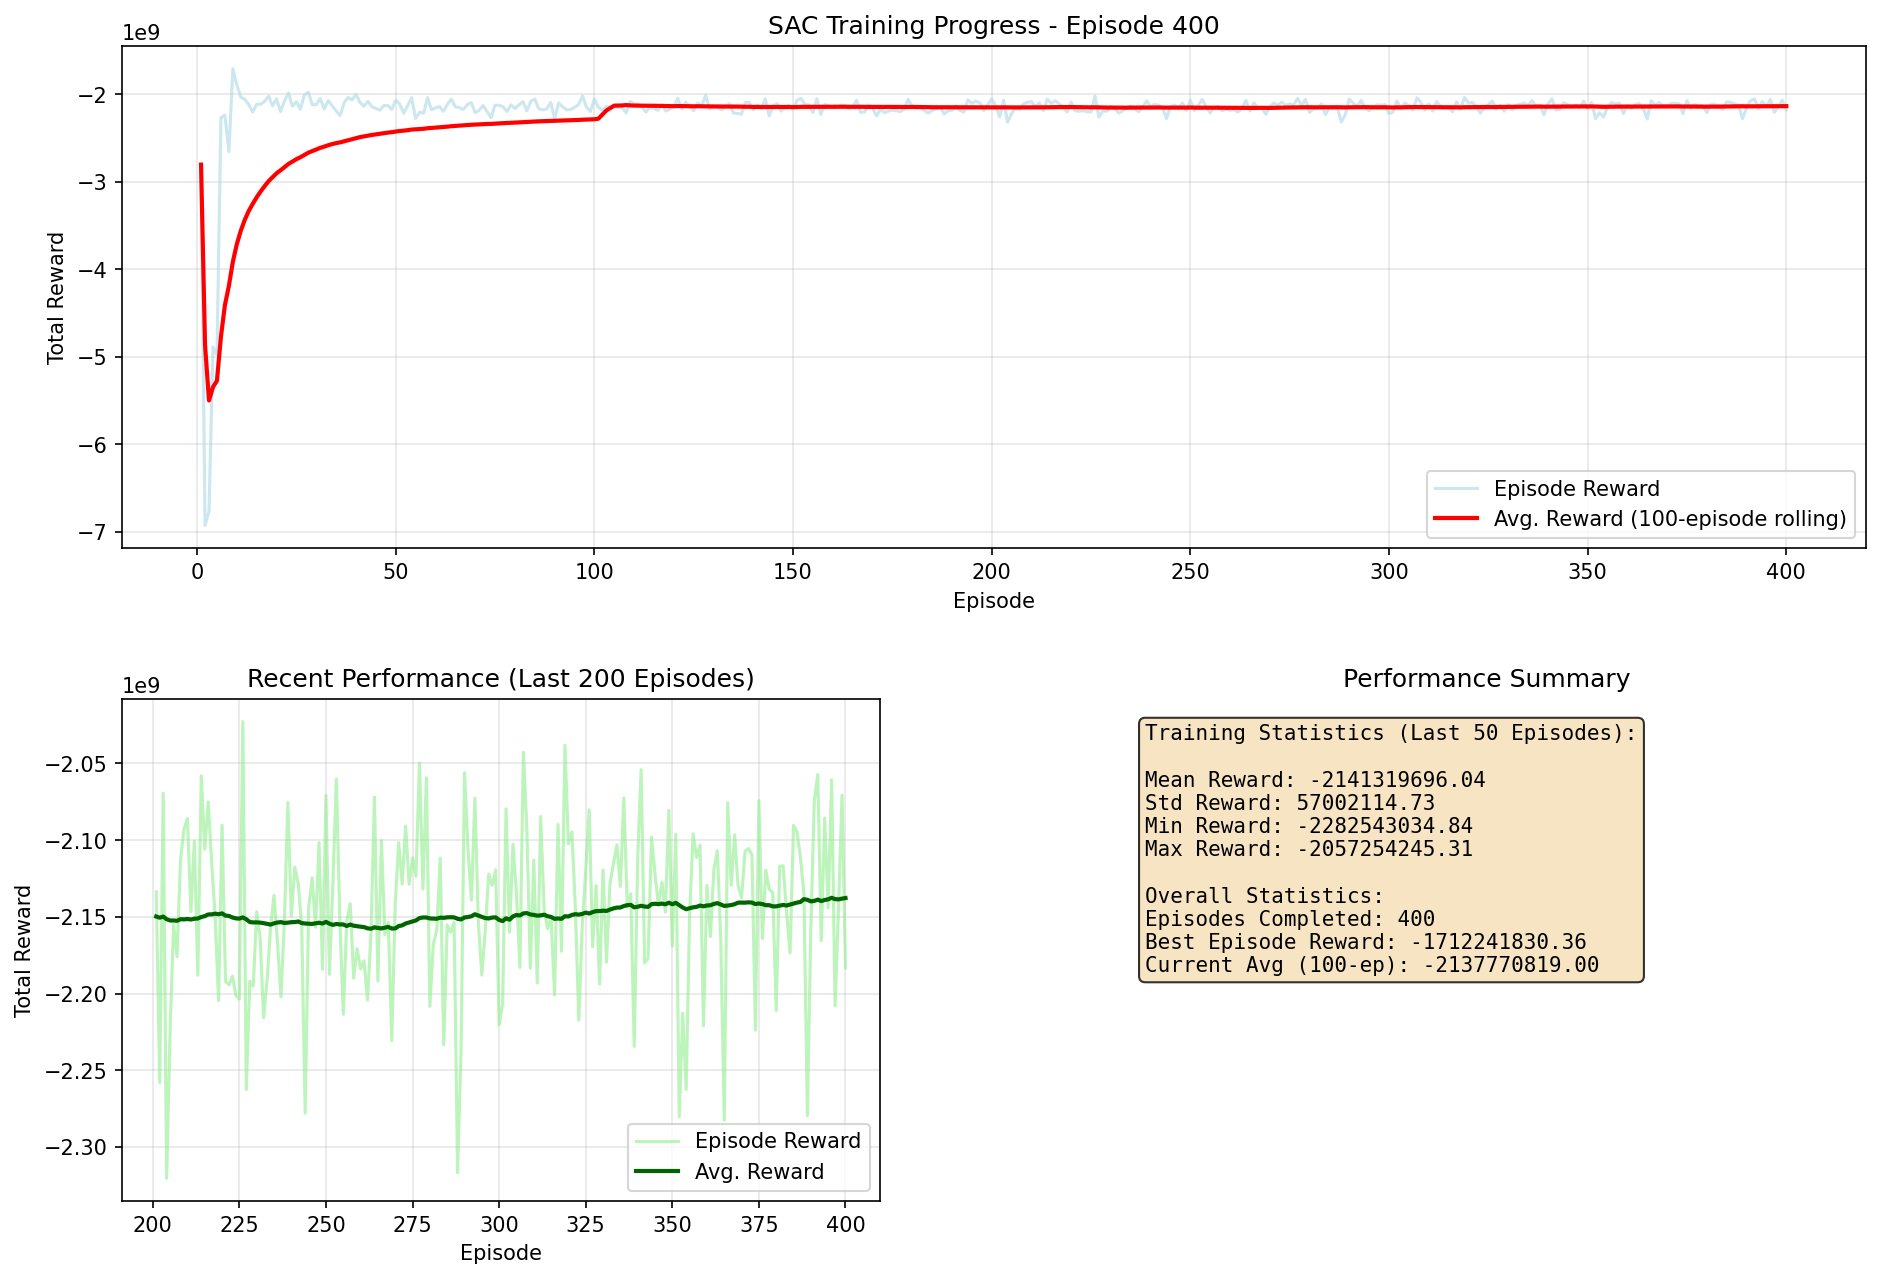 SAC Training Progress - Episode 400
1e9
−2
−3
−4
−5
−6
−7
Total Reward
0 50 100 150 200 250 300 350 400
Episode
Episode Reward
Avg. Reward (100-episode rolling)
Recent Performance (Last 200 Episodes)
1e9
−2.05
−2.10
−2.15
−2.20
−2.25
−2.30
Total Reward
200 225 250 275 300 325 350 375 400
Episode
Episode Reward
Avg. Reward
Performance Summary
Training Statistics (Last 50 Episodes):
Mean Reward: -2141319696.04
Std Reward: 57002114.73
Min Reward: -2282543034.84
Max Reward: -2057254245.31
Overall Statistics:
Episodes Completed: 400
Best Episode Reward: -1712241830.36
Current Avg (100-ep): -2137770819.00